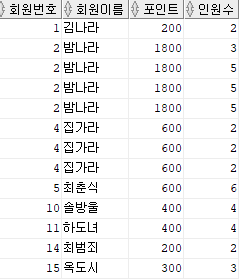 회원번호 회원이름 포인트 인원수
1 김나라 200 2
2 밤나라 1800 3
2 밤나라 1800 5
2 밤나라 1800 5
2 밤나라 1800 5
4 집가라 600 2
4 집가라 600 2
4 집가라 600 2
5 최춘식 600 6
10 솔방울 400 4
11 하도녀 400 4
14 최범죄 200 2
15 옥도시 300 3